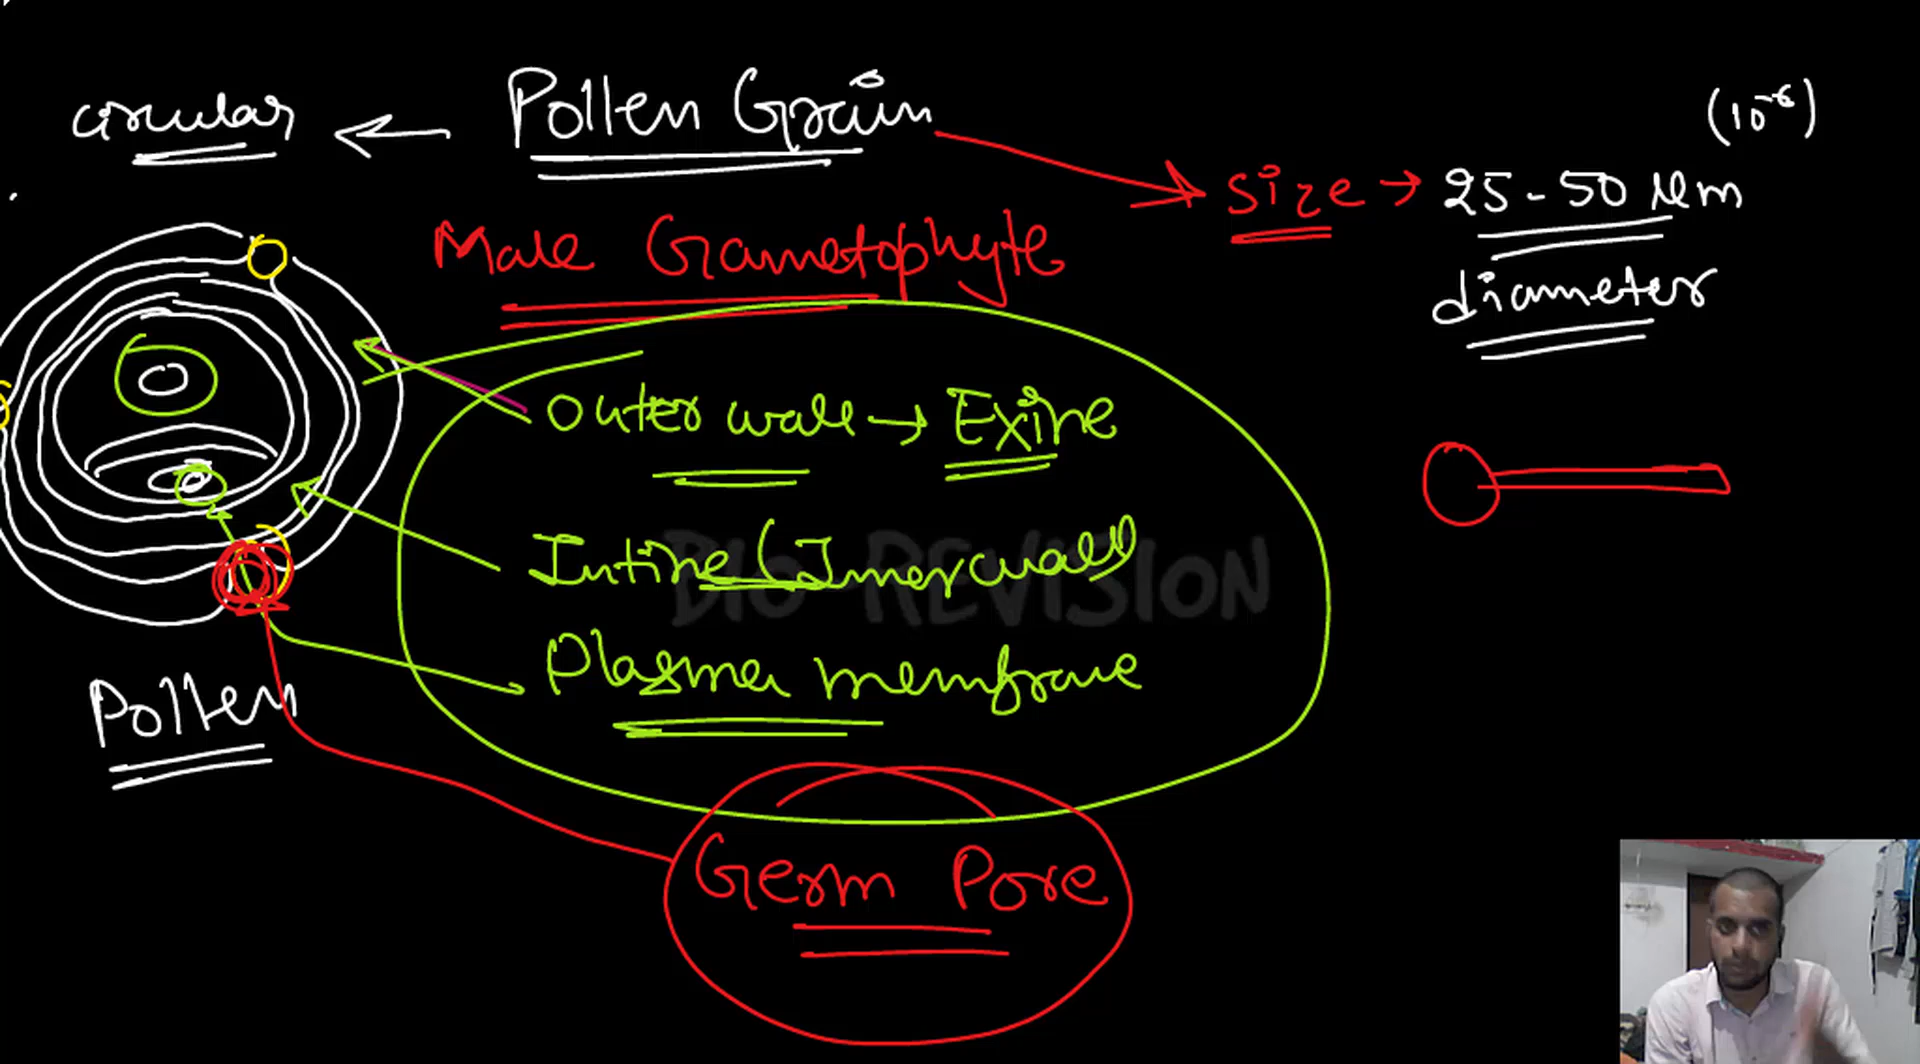 circular ← Pollen Grain
(10⁻⁶)
Size → 25-50 μm
diameter
Male Gametophyte
Outer wall → Exine
Intine (Inner wall)
BIO REVISION
Plasma membrane
Pollen
Germ Pore